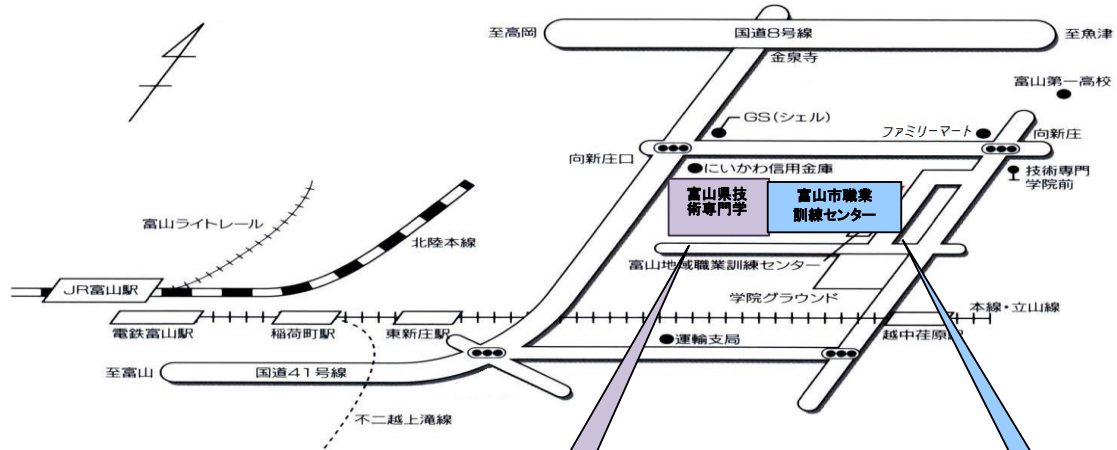 至高岡
国道8号線
至魚津
金泉寺
富山第一高校
GS(シェル)
ファミリーマート
向新庄
向新庄口
にいかわ信用金庫
技術専門
学院前
富山県技
術専門学
富山市職業
訓練センター
富山ライトレール
北陸本線
富山地域職業訓練センター
JR富山駅
学院グラウンド
本線・立山線
電鉄富山駅
稲荷町駅
東新庄駅
運輸支局
越中荏原
至富山
国道41号線
不二越上滝線